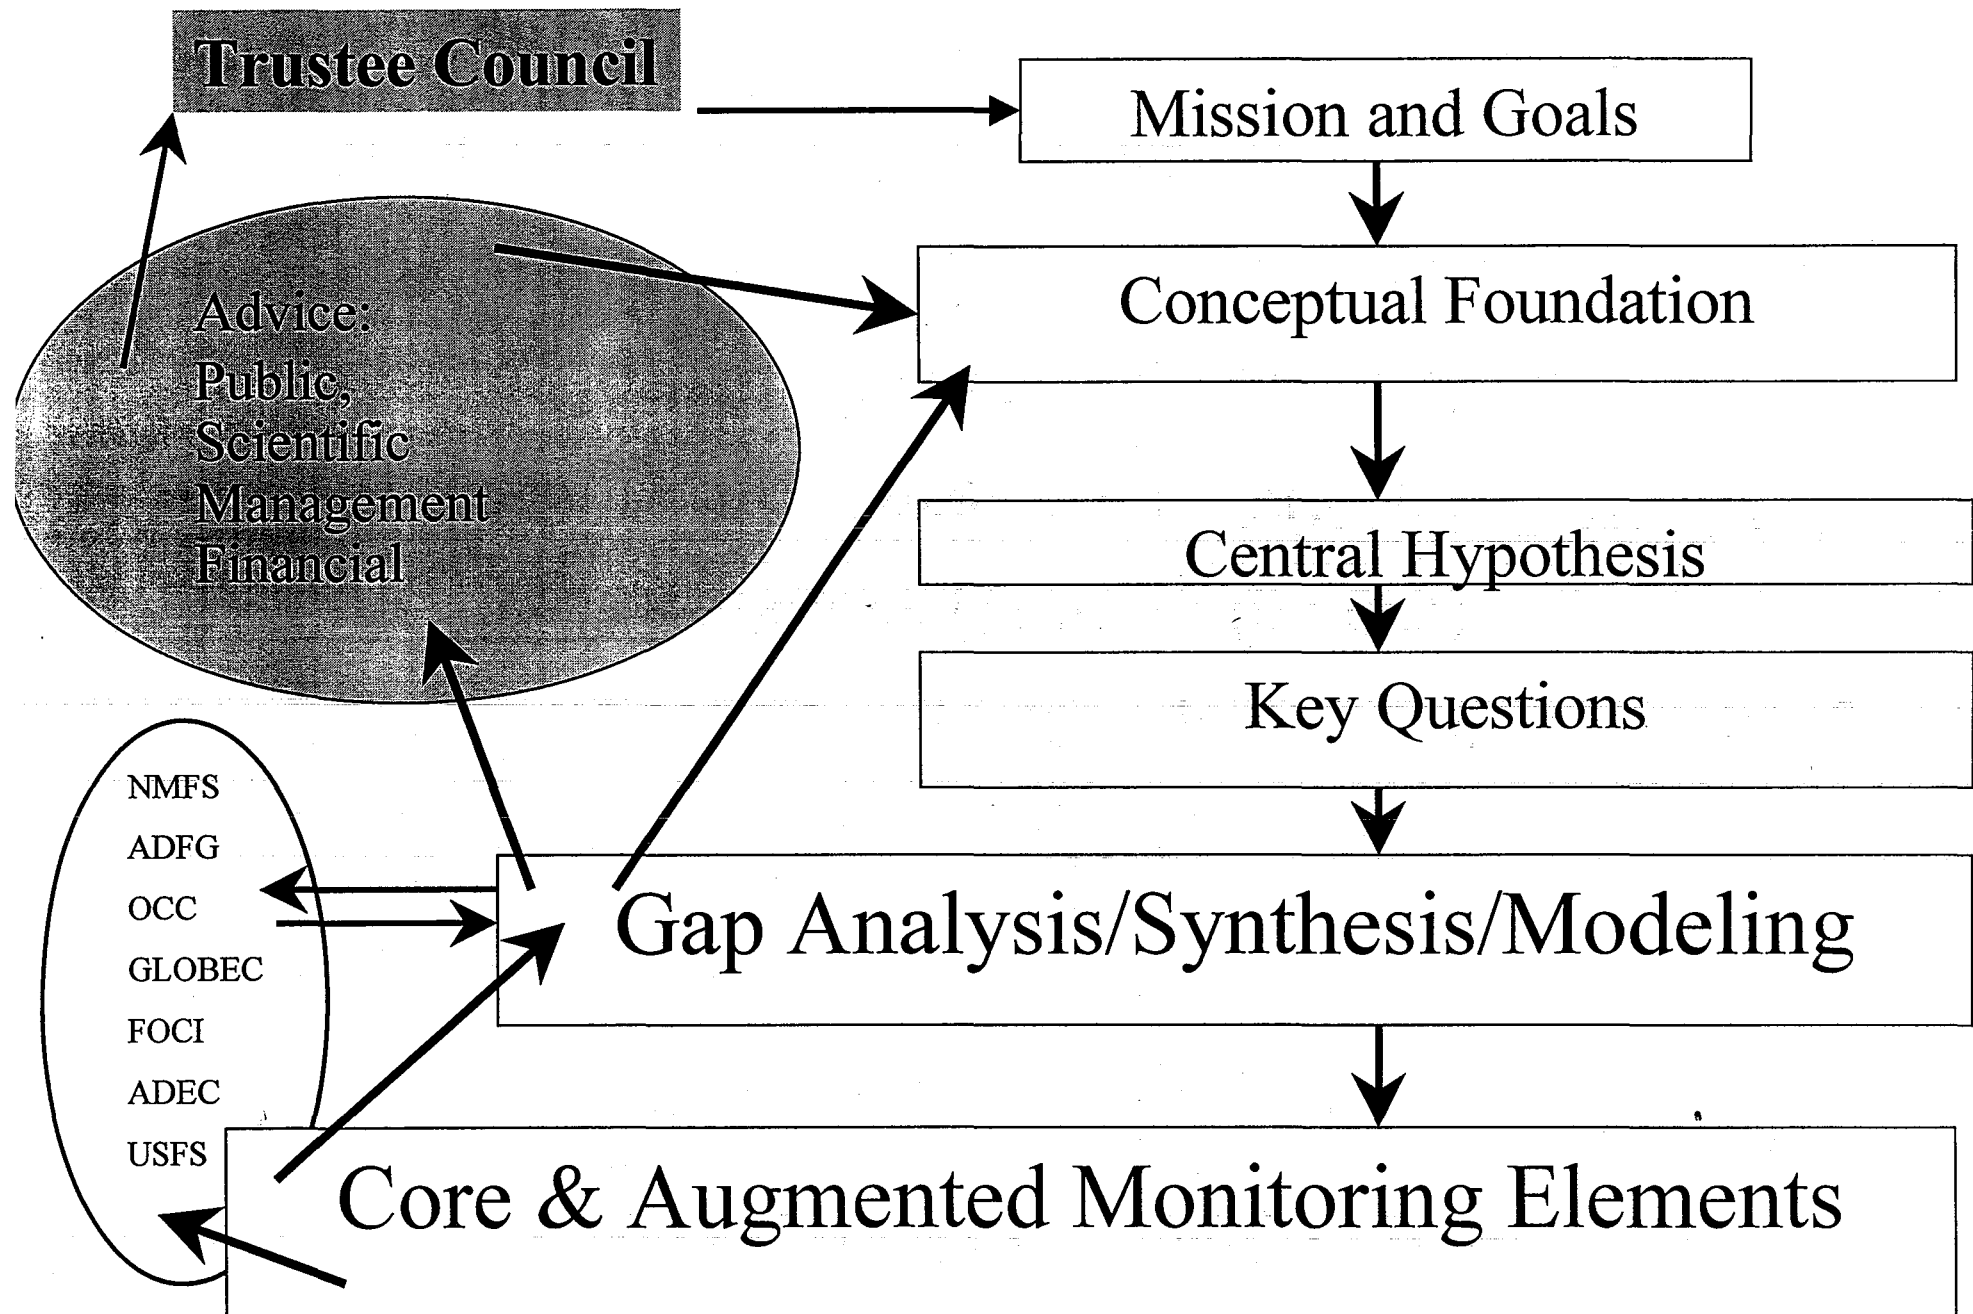 Trustee Council
Mission and Goals
Advice:
Public,
Scientific
Management
Financial
Conceptual Foundation
Central Hypothesis
Key Questions
NMFS
ADFG
OCC
GLOBEC
FOCI
ADEC
USFS
Gap Analysis/Synthesis/Modeling
Core & Augmented Monitoring Elements